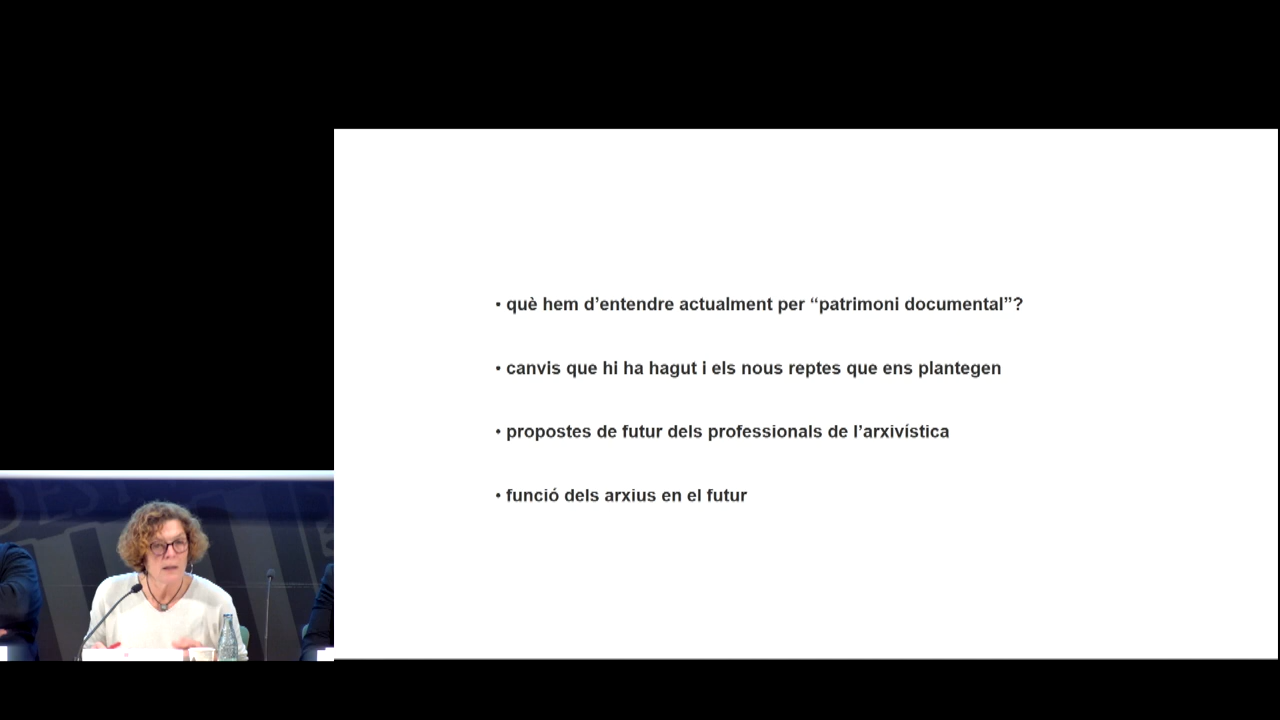 • què hem d’entendre actualment per “patrimoni documental”?
• canvis que hi ha hagut i els nous reptes que ens plantegen
• propostes de futur dels professionals de l’arxivística
• funció dels arxius en el futur